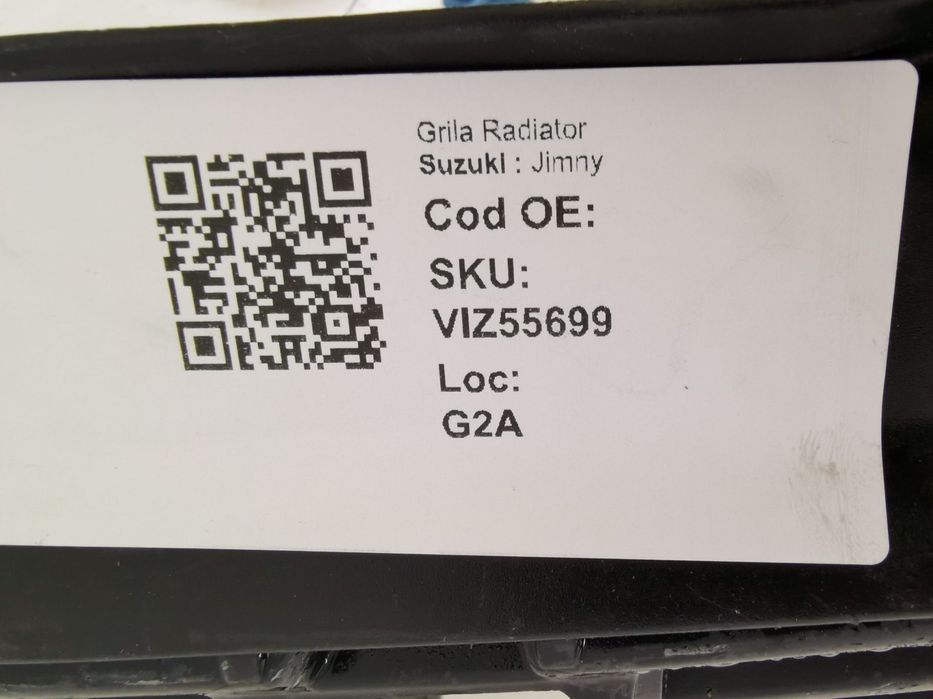 Grila Radiator
Suzuki : Jimny
Cod OE:
SKU:
VIZ55699
Loc:
G2A